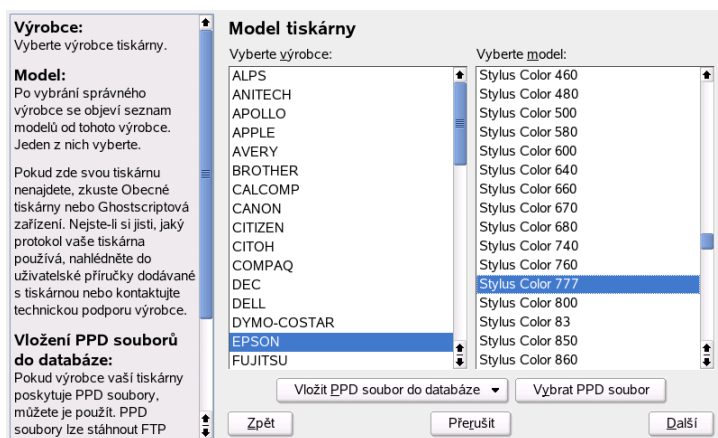 Výrobce:
Vyberte výrobce tiskárny.
Model:
Po vybrání správného
výrobce se objeví seznam
modelů od tohoto výrobce.
Jeden z nich vyberte.
Pokud zde svou tiskárnu
nenajdete, zkuste Obecné
tiskárny nebo Ghostscriptová
zařízení. Nejste-li si jisti, jaký
protokol vaše tiskárna
používá, nahlédněte do
uživatelské příručky dodávané
s tiskárnou nebo kontaktujte
technickou podporu výrobce.
Vložení PPD souborů
do databáze:
Pokud výrobce vaší tiskárny
poskytuje PPD soubory,
můžete je použít. PPD
soubory lze stáhnout FTP
Model tiskárny
Vyberte výrobce:
ALPS
ANITECH
APOLLO
APPLE
AVERY
BROTHER
CALCOMP
CANON
CITIZEN
CITOH
COMPAQ
DEC
DELL
DYMO-COSTAR
EPSON
FUJITSU
Vyberte model:
Stylus Color 460
Stylus Color 480
Stylus Color 500
Stylus Color 580
Stylus Color 600
Stylus Color 640
Stylus Color 660
Stylus Color 670
Stylus Color 680
Stylus Color 740
Stylus Color 760
Stylus Color 777
Stylus Color 800
Stylus Color 83
Stylus Color 850
Stylus Color 860
Vložit PPD soubor do databáze
Vybrat PPD soubor
Zpět
Přerušit
Další